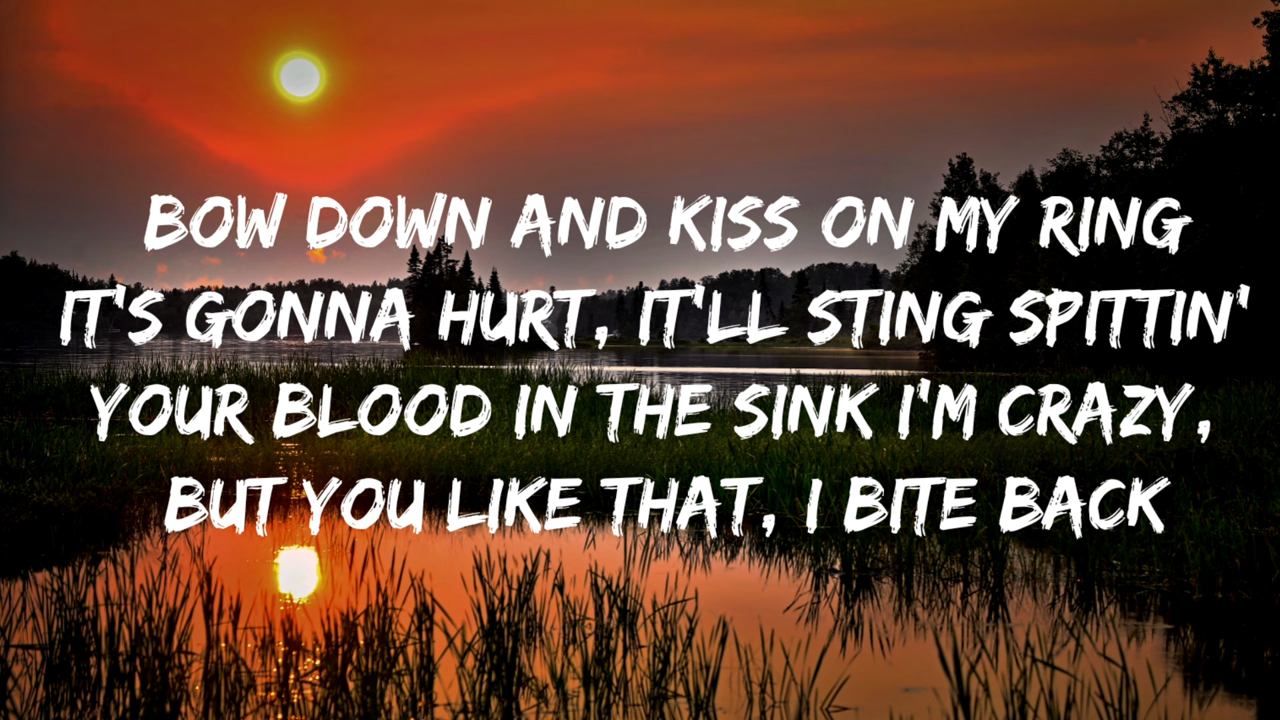 BOW DOWN AND KISS ON MY RING
IT'S GONNA HURT, IT'LL STING SPITTIN'
YOUR BLOOD IN THE SINK I'M CRAZY,
BUT YOU LIKE THAT, I BITE BACK